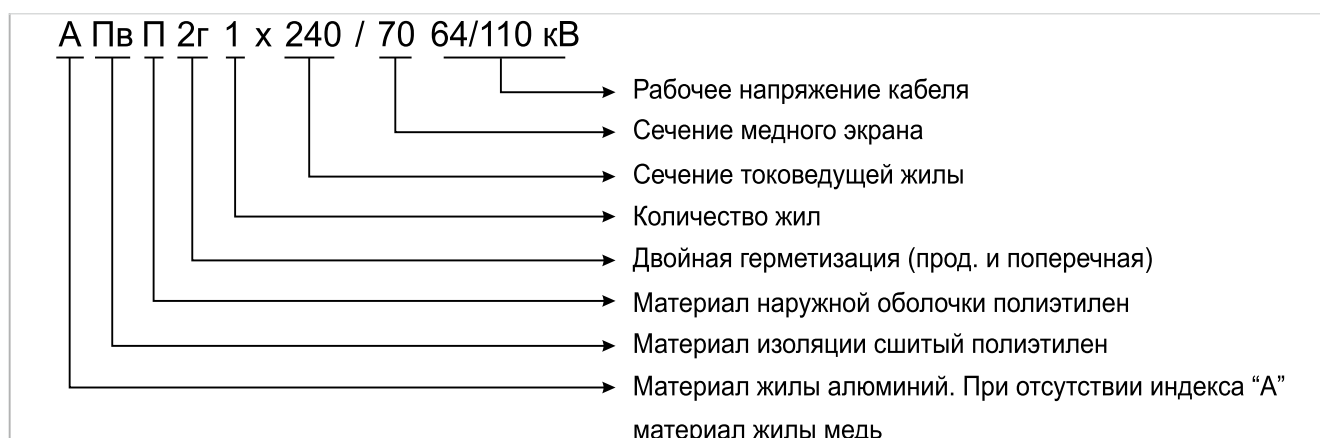 А Пв П 2г 1 х 240 / 70 64/110 кВ
Рабочее напряжение кабеля
Сечение медного экрана
Сечение токоведущей жилы
Количество жил
Двойная герметизация (прод. и поперечная)
Материал наружной оболочки полиэтилен
Материал изоляции сшитый полиэтилен
Материал жилы алюминий. При отсутствии индекса “А”
материал жилы медь